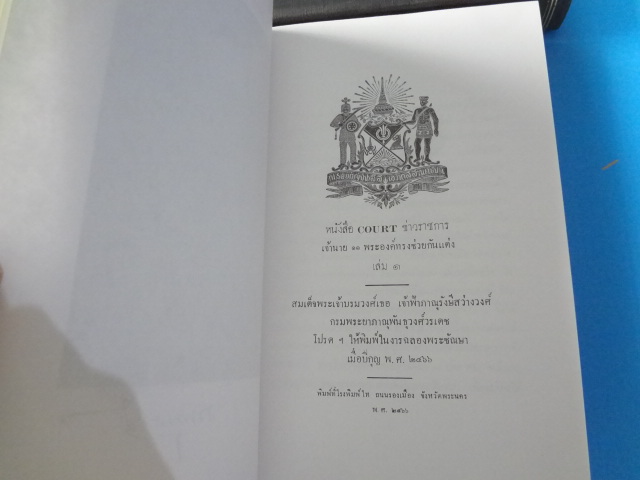 หนังสือ COURT ข่าวราชการ
เจ้านาย ๑๑ พระองค์ทรงช่วยกันแต่ง
เล่ม ๑
สมเด็จพระเจ้าบรมวงศ์เธอ เจ้าฟ้าภาณุรังษีสว่างวงศ์
กรมพระยาภาณุพันธุวงศ์วรเดช
โปรด ฯ ให้พิมพ์ในงารฉลองพระชัณษา
เมื่อปีกุญ พ. ศ. ๒๔๖๖
พิมพ์ที่โรงพิมพ์ไท ถนนรองเมือง จังหวัดพระนคร
พ. ศ. ๒๔๖๖